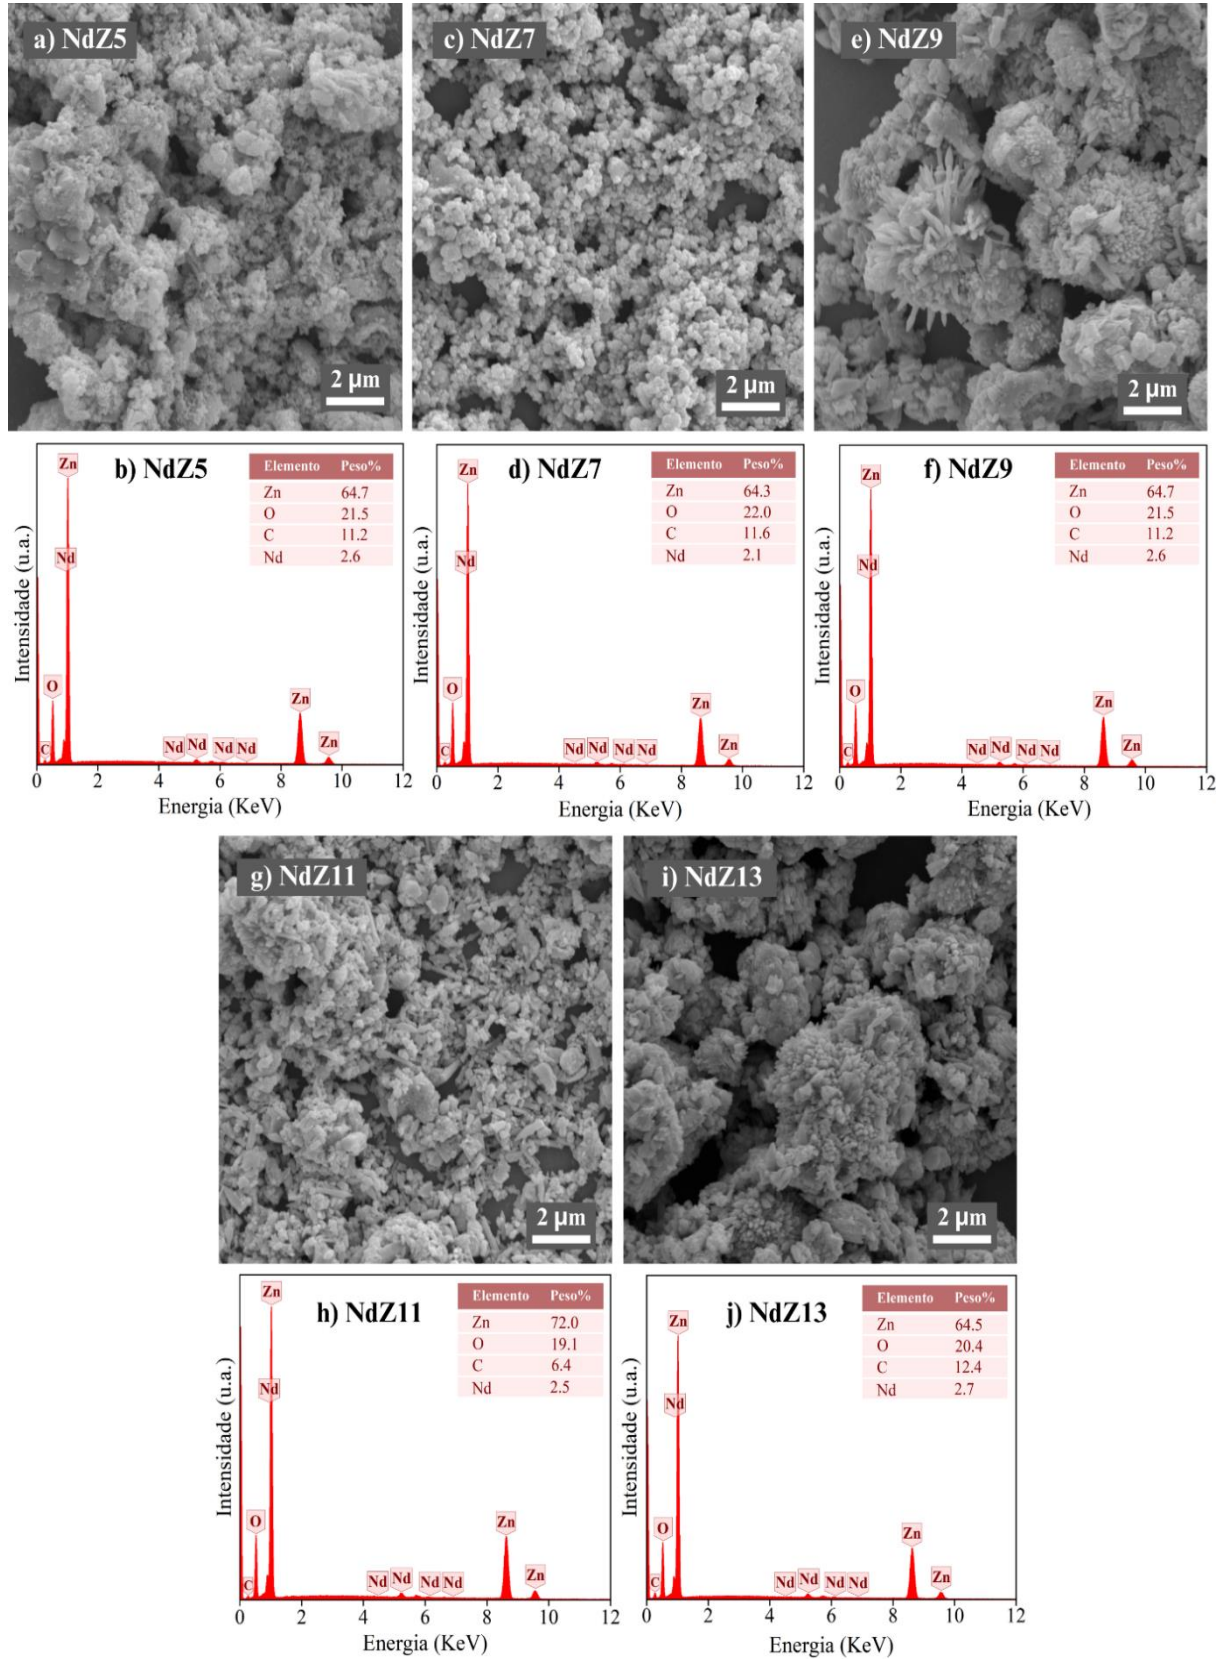 a) NdZ5
2 µm
c) NdZ7
2 µm
e) NdZ9
2 µm
b) NdZ5
Elemento Peso%
Zn 64.7
O 21.5
C 11.2
Nd 2.6
Zn
Nd
O
C
Nd Nd Nd Nd
Zn
Zn
Intensidade (u.a.)
0 2 4 6 8 10 12
Energia (KeV)
d) NdZ7
Elemento Peso%
Zn 64.3
O 22.0
C 11.6
Nd 2.1
Zn
Nd
O
C
Nd Nd Nd Nd
Zn
Zn
Intensidade (u.a.)
0 2 4 6 8 10 12
Energia (KeV)
f) NdZ9
Elemento Peso%
Zn 64.7
O 21.5
C 11.2
Nd 2.6
Zn
Nd
O
C
Nd Nd Nd Nd
Zn
Zn
Intensidade (u.a.)
0 2 4 6 8 10 12
Energia (KeV)
g) NdZ11
2 µm
i) NdZ13
2 µm
h) NdZ11
Elemento Peso%
Zn 72.0
O 19.1
C 6.4
Nd 2.5
Zn
Nd
O
C
Nd Nd Nd Nd
Zn
Zn
Intensidade (u.a.)
0 2 4 6 8 10 12
Energia (KeV)
j) NdZ13
Elemento Peso%
Zn 64.5
O 20.4
C 12.4
Nd 2.7
Zn
Nd
O
C
Nd Nd Nd Nd
Zn
Zn
Intensidade (u.a.)
0 2 4 6 8 10 12
Energia (KeV)